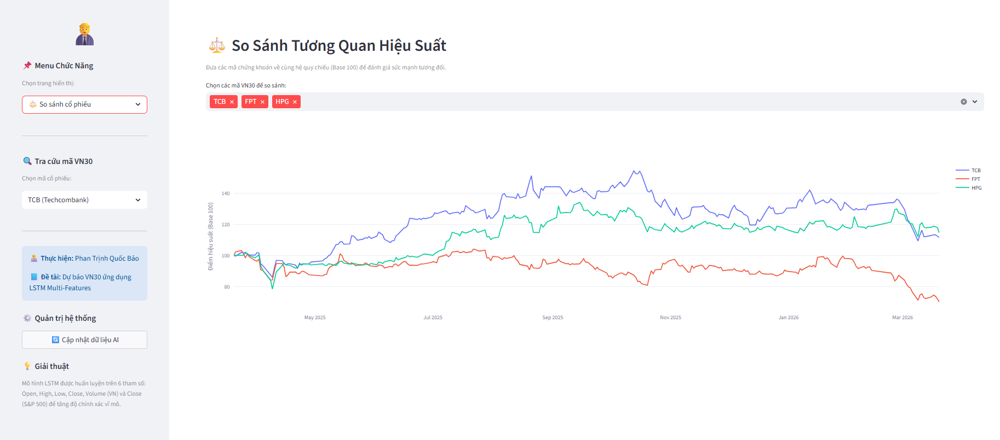 Menu Chức Năng
Chọn trang hiển thị:
So sánh cổ phiếu
Tra cứu mã VN30
Chọn mã cổ phiếu:
TCB (Techcombank)
Thực hiện: Phan Trịnh Quốc Bảo
Đề tài: Dự báo VN30 ứng dụng
LSTM Multi-Features
Quản trị hệ thống
Cập nhật dữ liệu AI
Giải thuật
Mô hình LSTM được huấn luyện trên 6 tham số:
Open, High, Low, Close, Volume (VN) và Close
(S&P 500) để tăng độ chính xác vĩ mô.
So Sánh Tương Quan Hiệu Suất
Đưa các mã chứng khoán về cùng hệ quy chiếu (Base 100) để đánh giá sức mạnh tương đối.
Chọn các mã VN30 để so sánh:
TCB × FPT × HPG ×
TCB
FPT
HPG
Điểm hiệu suất (Base 100)
140
120
100
80
May 2025 Jul 2025 Sep 2025 Nov 2025 Jan 2026 Mar 2026